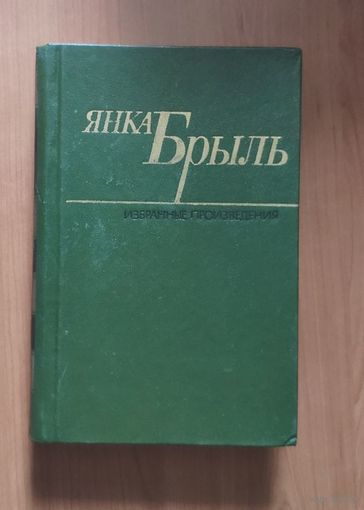 ЯНКА БРЫЛЬ
ИЗБРАННЫЕ ПРОИЗВЕДЕНИЯ